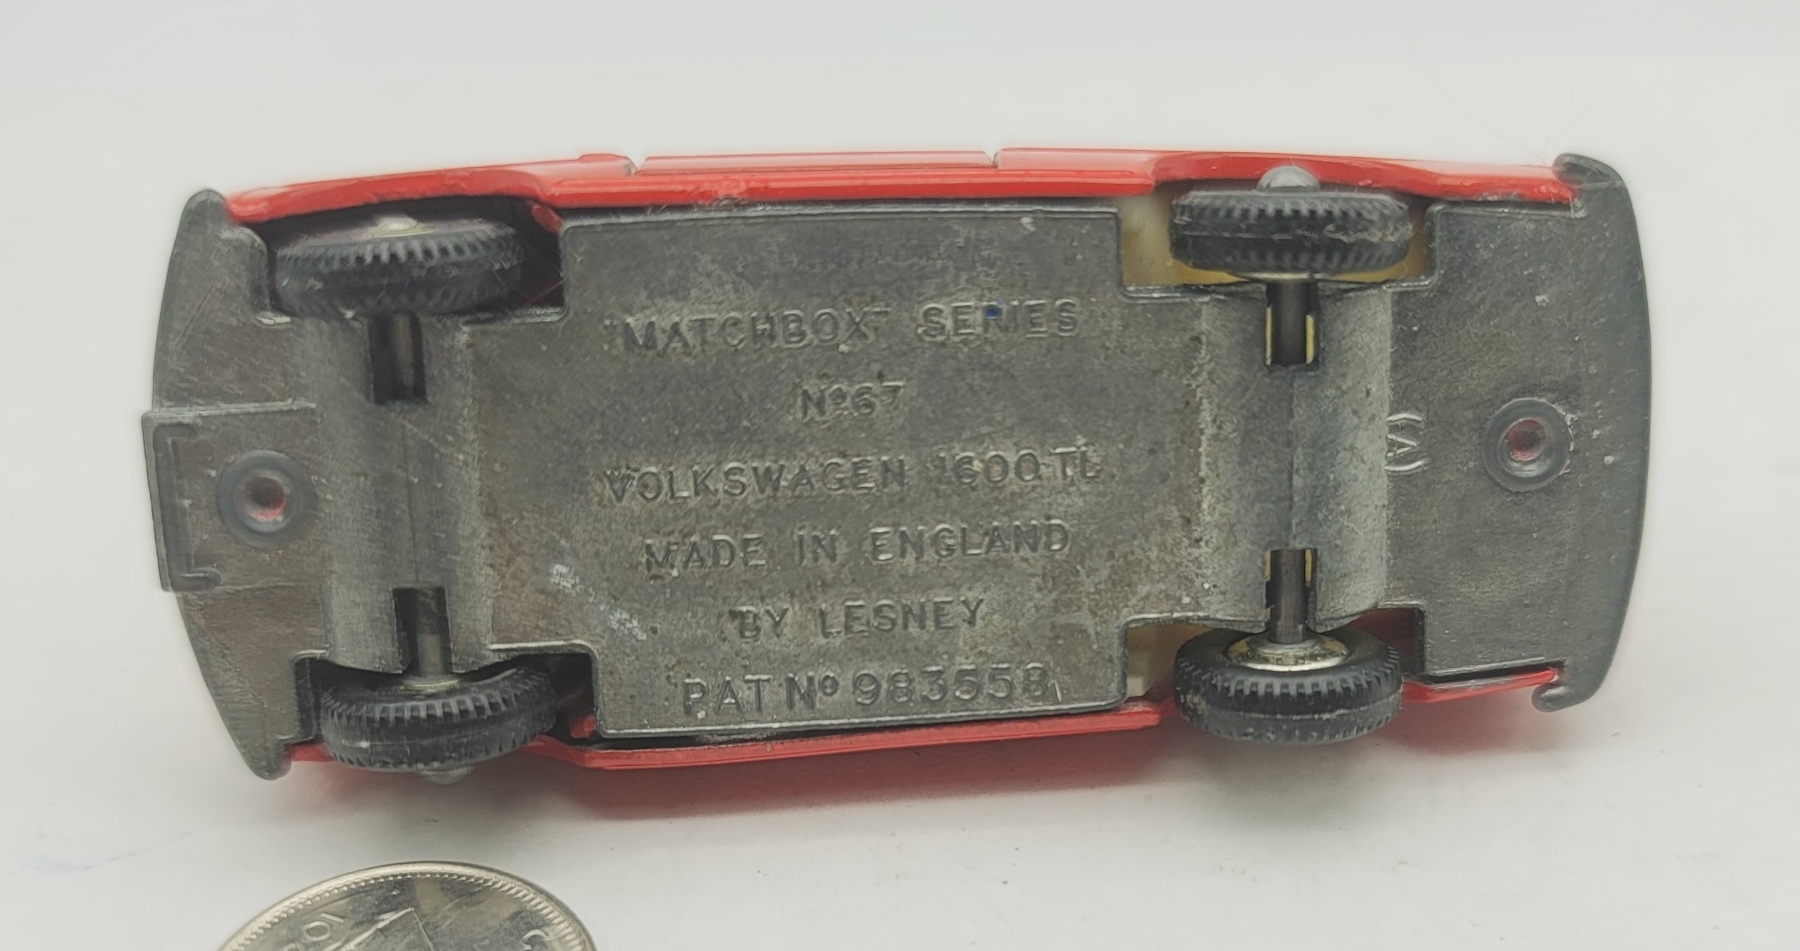 "MATCHBOX" SERIES
Nº67
VOLKSWAGEN 1600TL
MADE IN ENGLAND
BY LESNEY
PAT Nº 983558
(A)